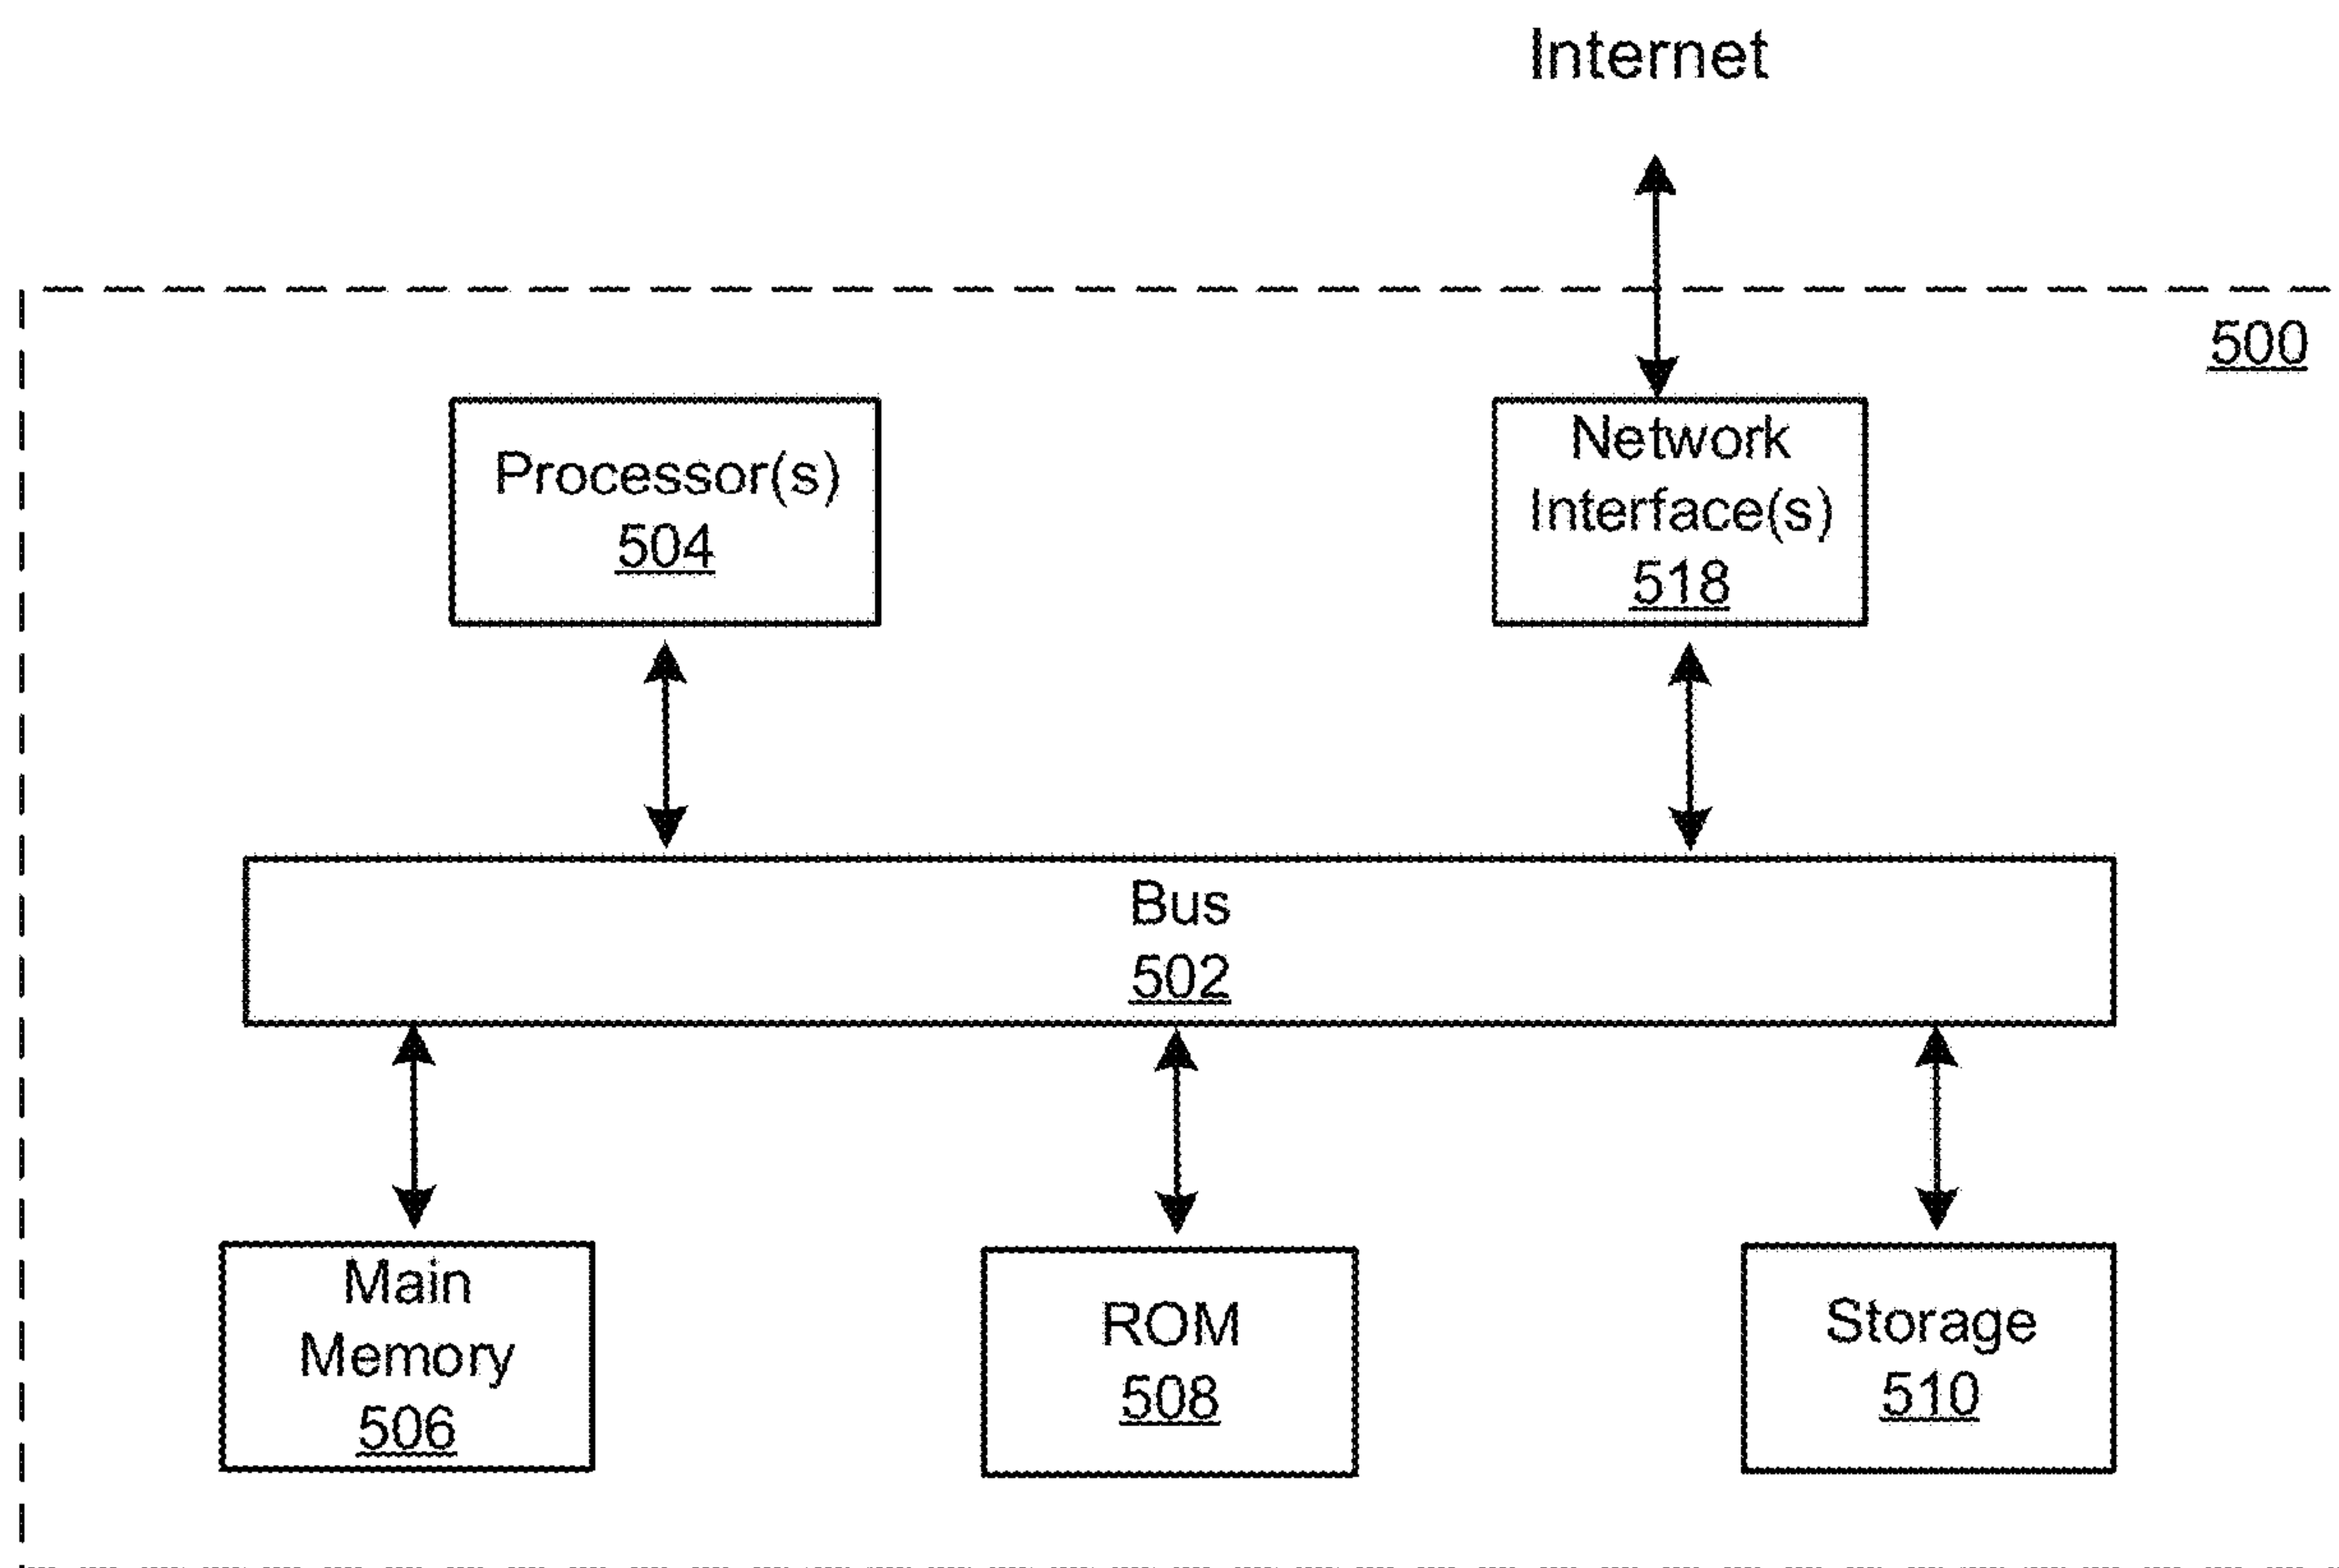 Internet
500
Processor(s)
504
Network
Interface(s)
518
Bus
502
Main
Memory
506
ROM
508
Storage
510